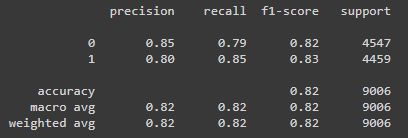 precision recall f1-score support
0 0.85 0.79 0.82 4547
1 0.80 0.85 0.83 4459
accuracy 0.82 9006
macro avg 0.82 0.82 0.82 9006
weighted avg 0.82 0.82 0.82 9006